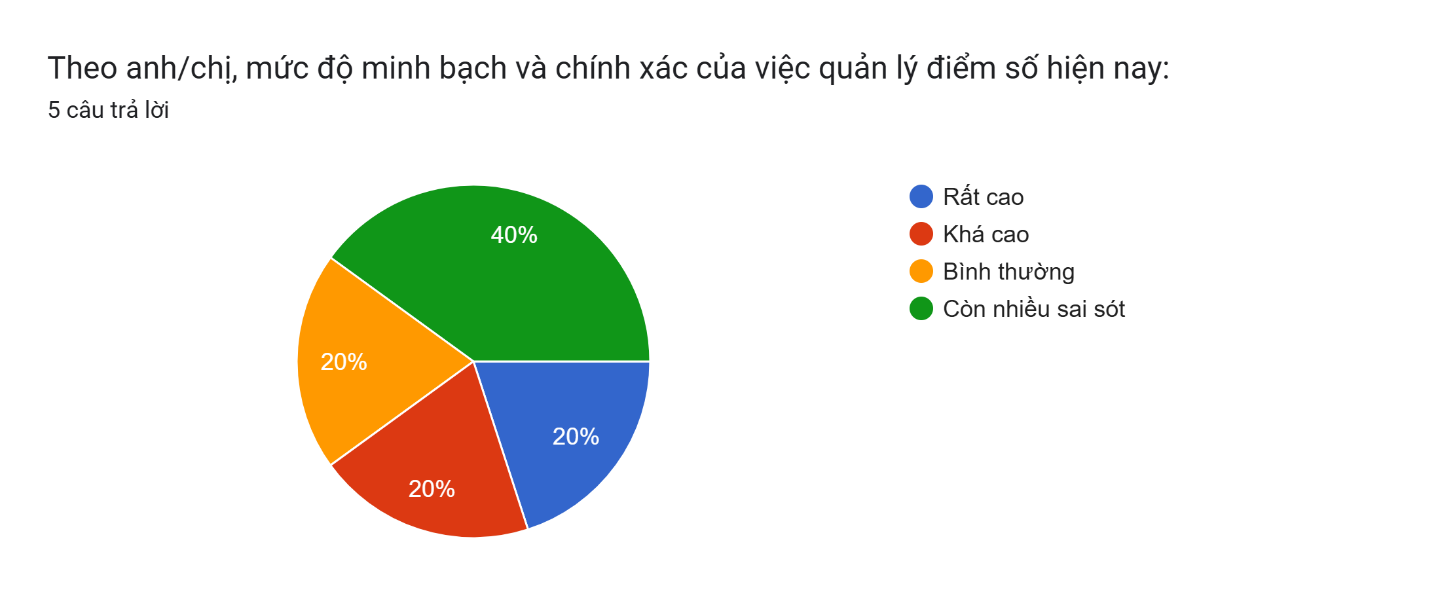 Theo anh/chị, mức độ minh bạch và chính xác của việc quản lý điểm số hiện nay:
5 câu trả lời
40%
20%
20%
20%
Rất cao
Khá cao
Bình thường
Còn nhiều sai sót